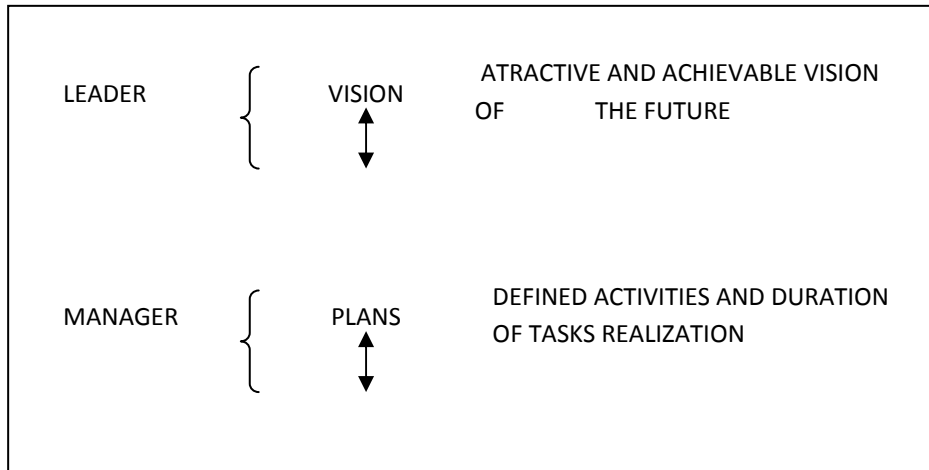 LEADER VISION ATRACTIVE AND ACHIEVABLE VISION
OF THE FUTURE
MANAGER PLANS DEFINED ACTIVITIES AND DURATION
OF TASKS REALIZATION